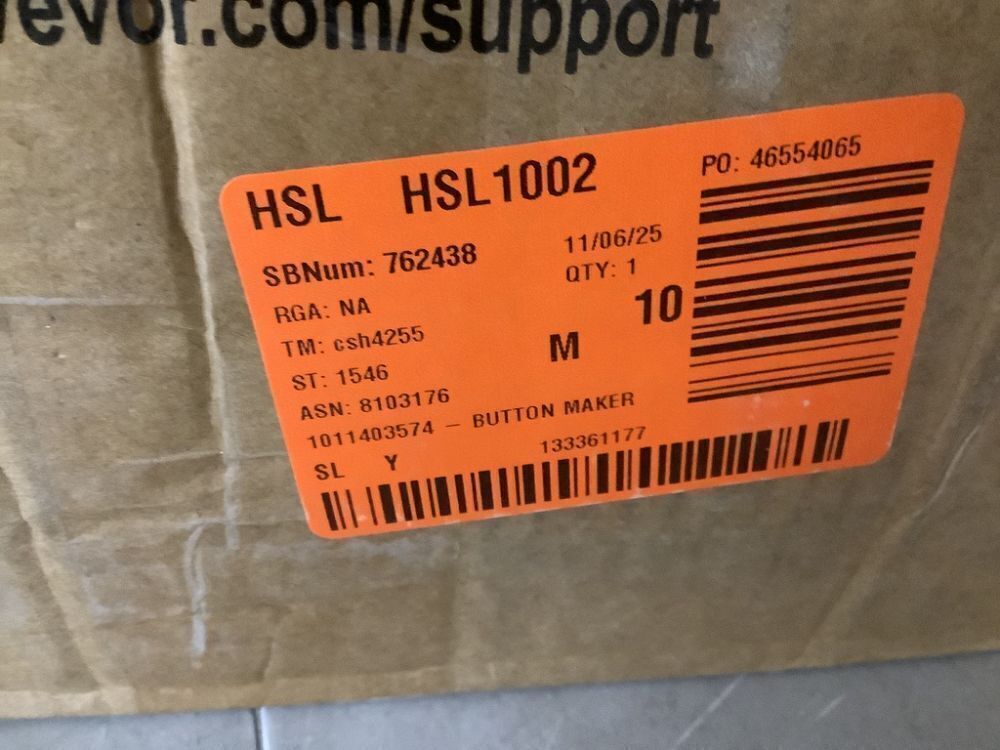 evor.com/support
HSL HSL1002
PO: 46554065
SBNum: 762438
11/06/25
RGA: NA
QTY: 1
TM: csh4255
M
10
ST: 1546
ASN: 8103176
1011403574 – BUTTON MAKER
SL Y
133361177